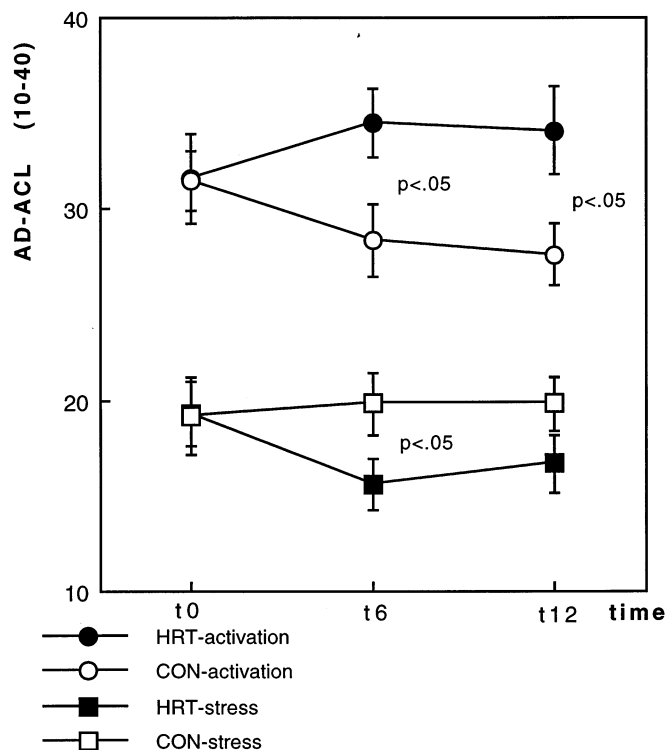 40
AD-ACL (10-40)
p<.05
p<.05
30
20
p<.05
10
t0 t6 t12 time
HRT-activation
CON-activation
HRT-stress
CON-stress